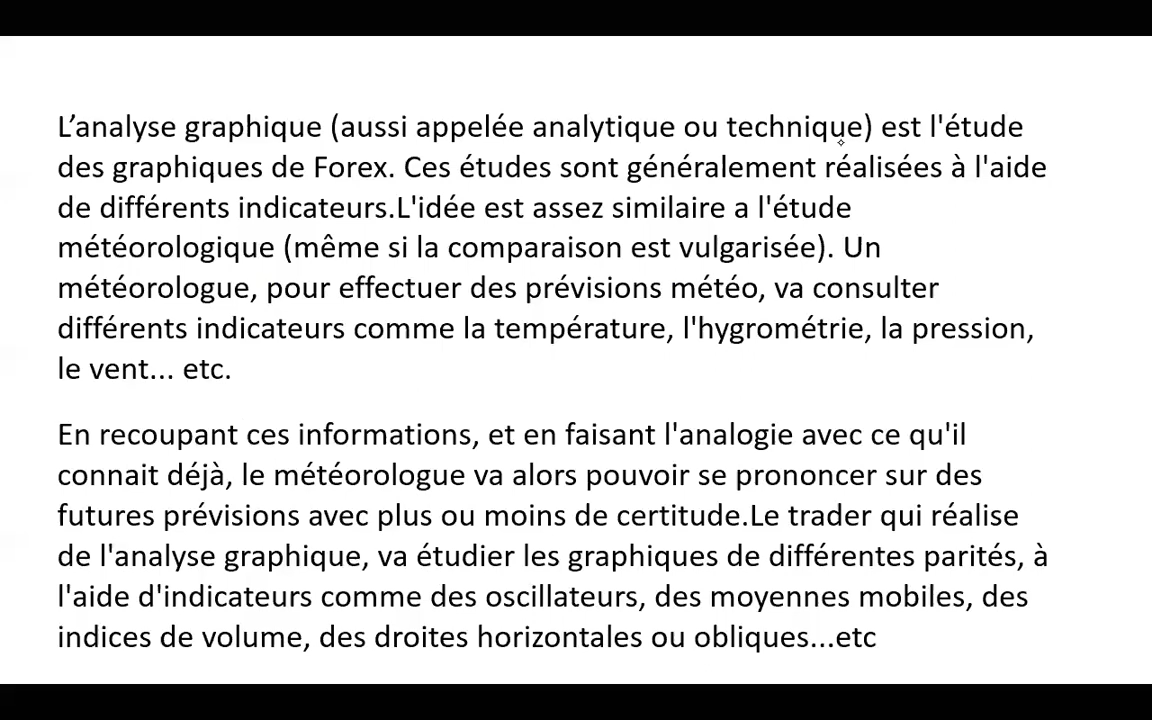 L’analyse graphique (aussi appelée analytique ou technique) est l'étude
des graphiques de Forex. Ces études sont généralement réalisées à l'aide
de différents indicateurs.L'idée est assez similaire a l'étude
météorologique (même si la comparaison est vulgarisée). Un
météorologue, pour effectuer des prévisions météo, va consulter
différents indicateurs comme la température, l'hygrométrie, la pression,
le vent... etc.
En recoupant ces informations, et en faisant l'analogie avec ce qu'il
connait déjà, le météorologue va alors pouvoir se prononcer sur des
futures prévisions avec plus ou moins de certitude.Le trader qui réalise
de l'analyse graphique, va étudier les graphiques de différentes parités, à
l'aide d'indicateurs comme des oscillateurs, des moyennes mobiles, des
indices de volume, des droites horizontales ou obliques...etc